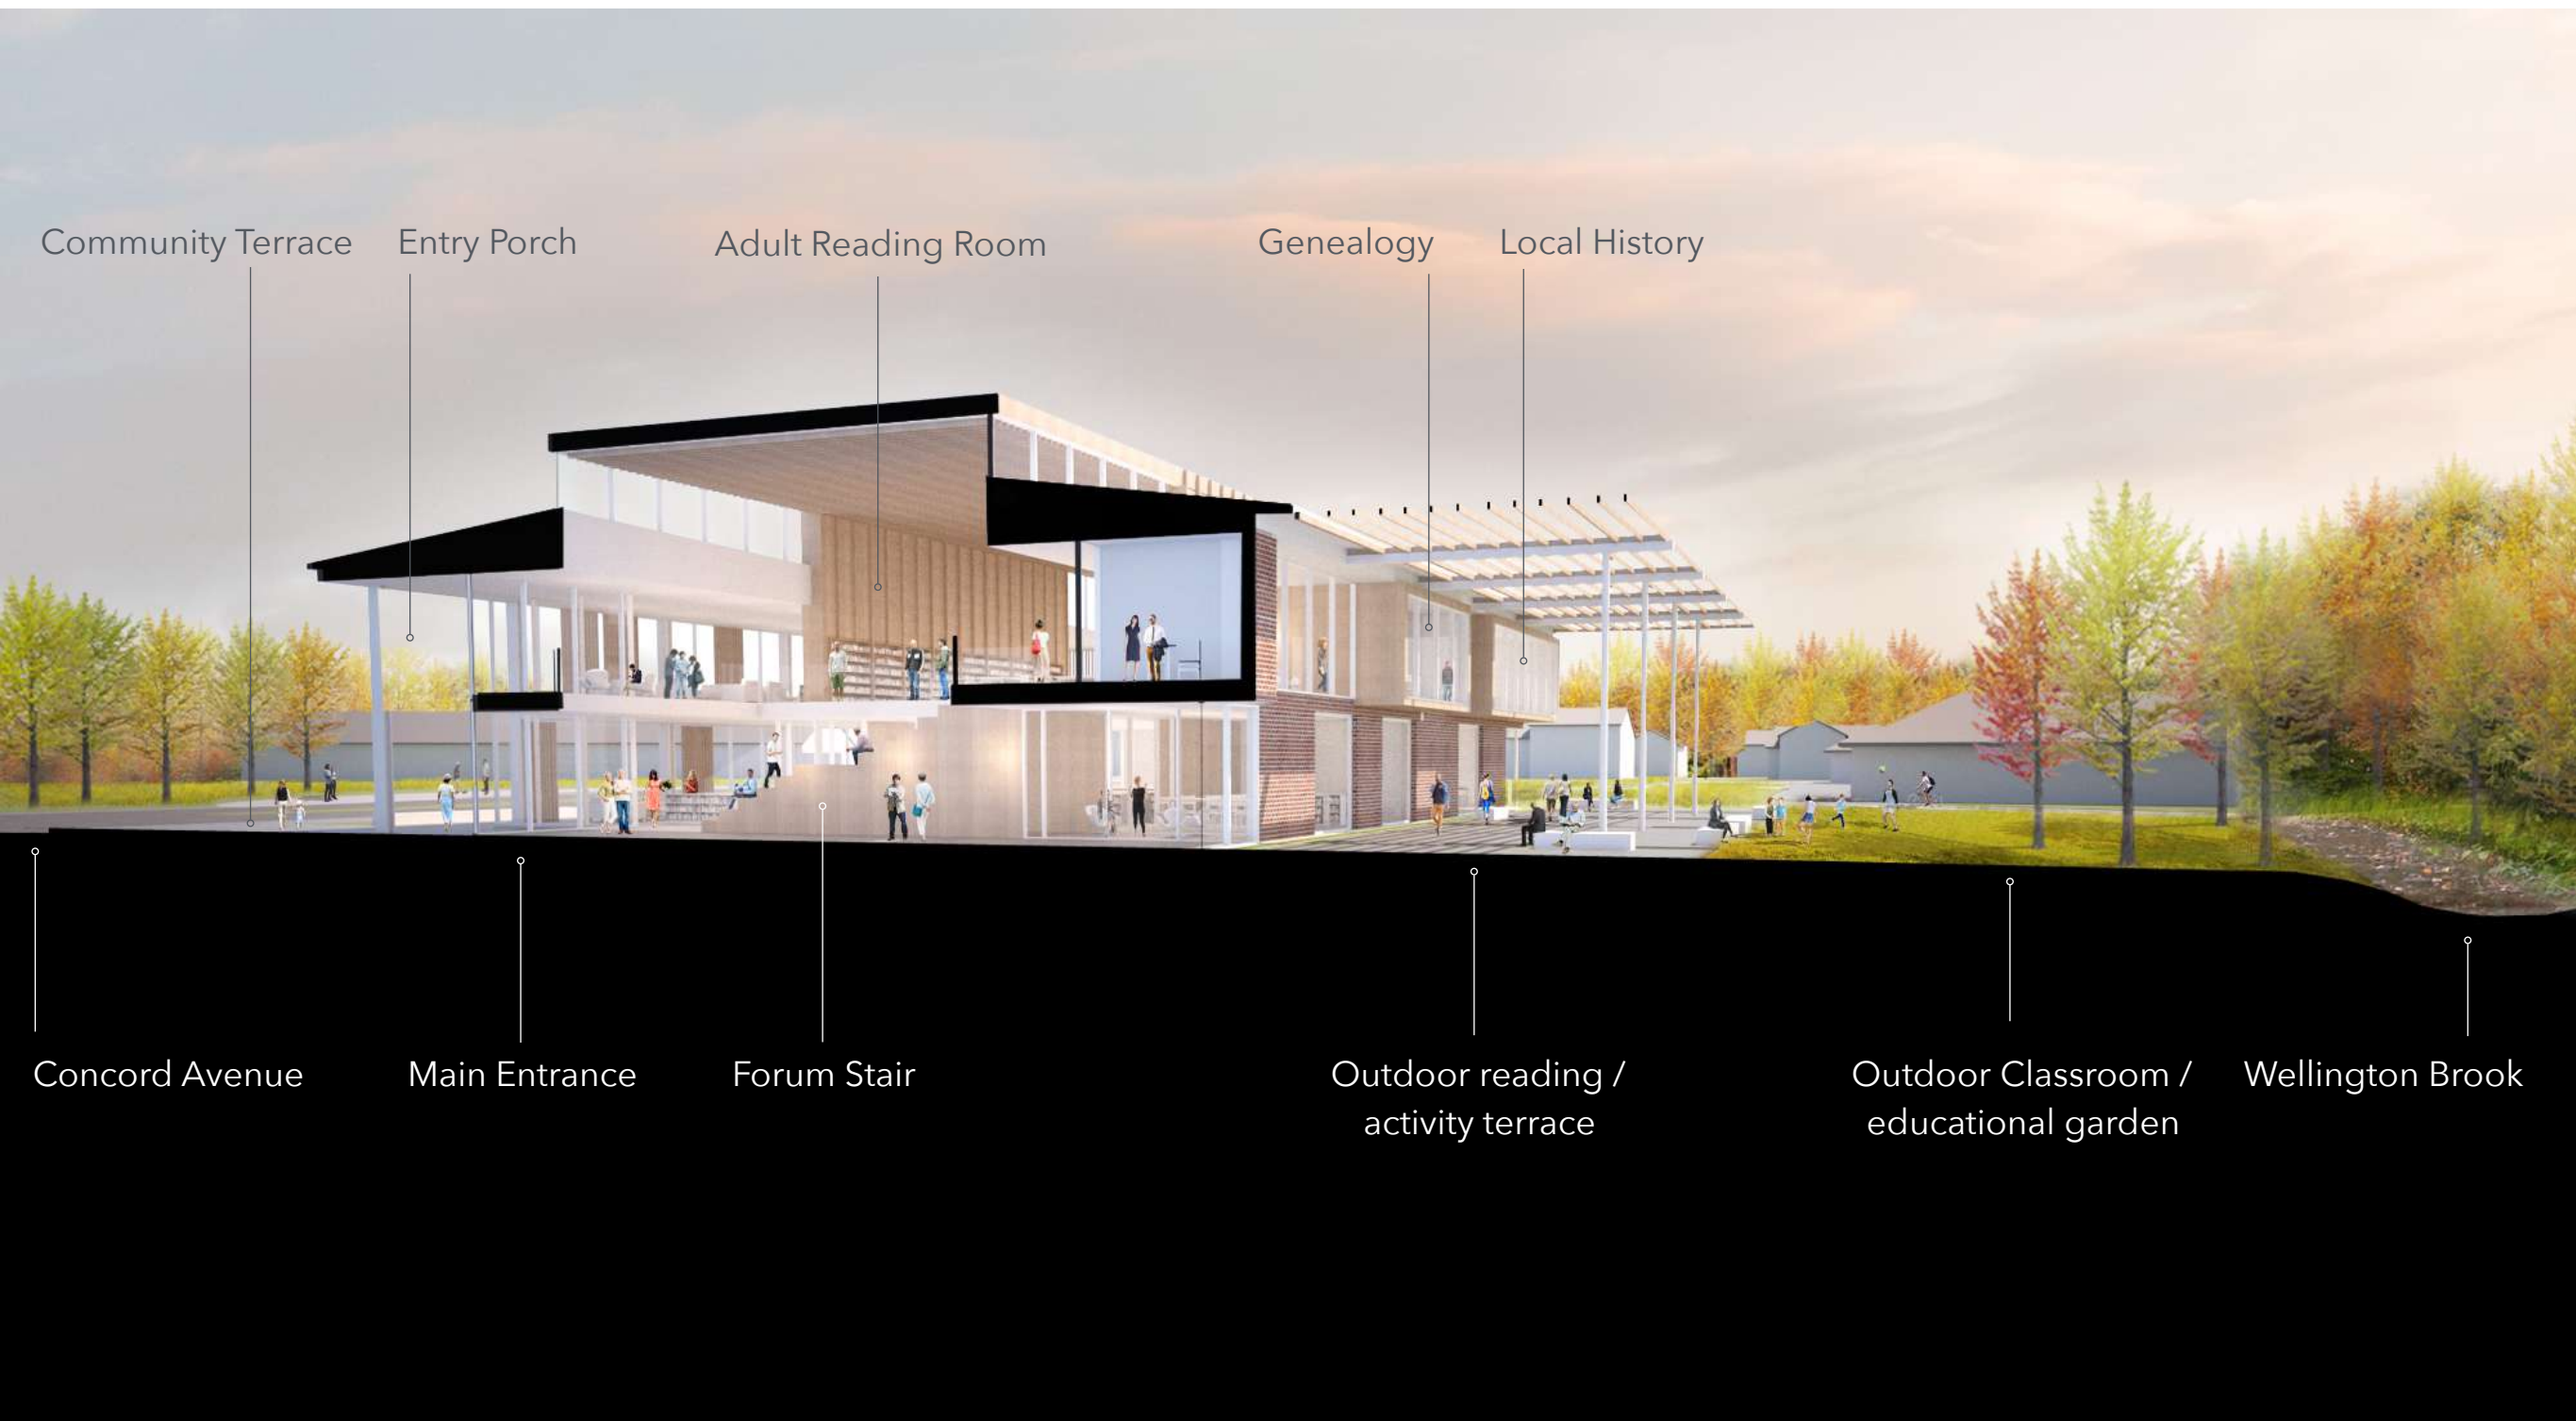 Community Terrace
Entry Porch
Adult Reading Room
Genealogy
Local History
Concord Avenue
Main Entrance
Forum Stair
Outdoor reading /
activity terrace
Outdoor Classroom /
educational garden
Wellington Brook